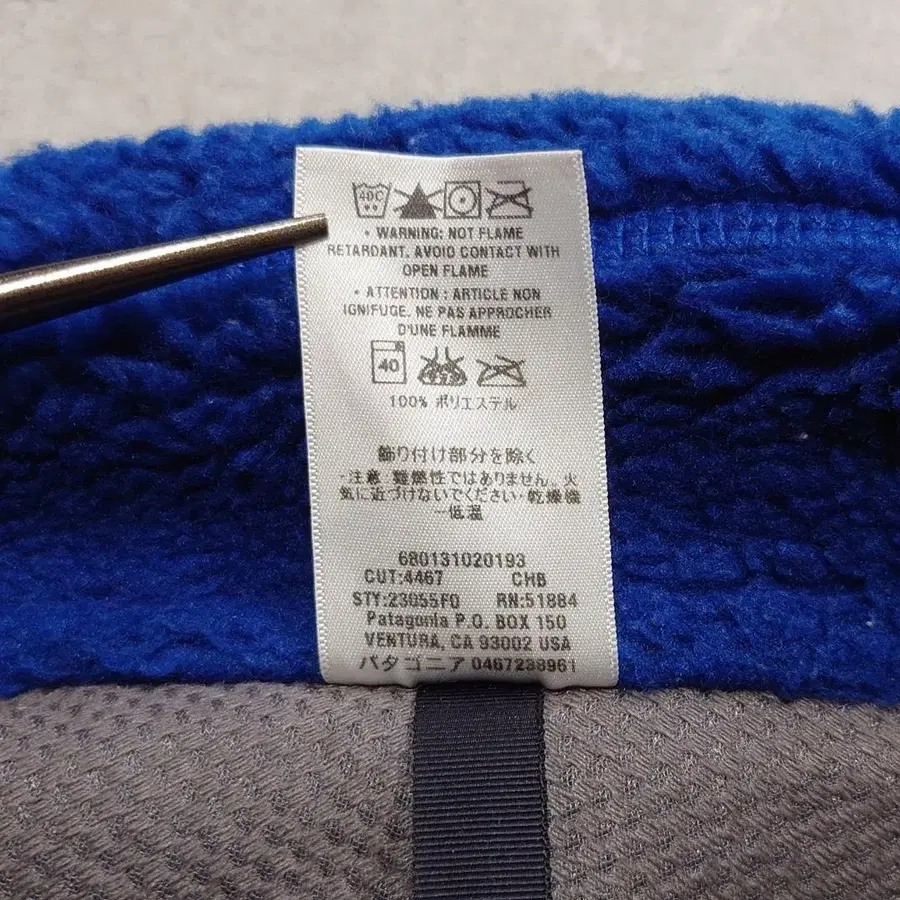 40C
• WARNING: NOT FLAME
RETARDANT. AVOID CONTACT WITH
OPEN FLAME
• ATTENTION : ARTICLE NON
IGNIFUGE. NE PAS APPROCHER
D'UNE FLAMME
40
100% ポリエステル
飾り付け部分を除く
・注意 難燃性ではありません。火
気に近づけないでください・乾燥機
ー低温
680131020193
CUT:4467 CHB
STY:23055F0 RN:51884
Patagonia P.O. BOX 150
VENTURA, CA 93002 USA
パタゴニア 0467238961